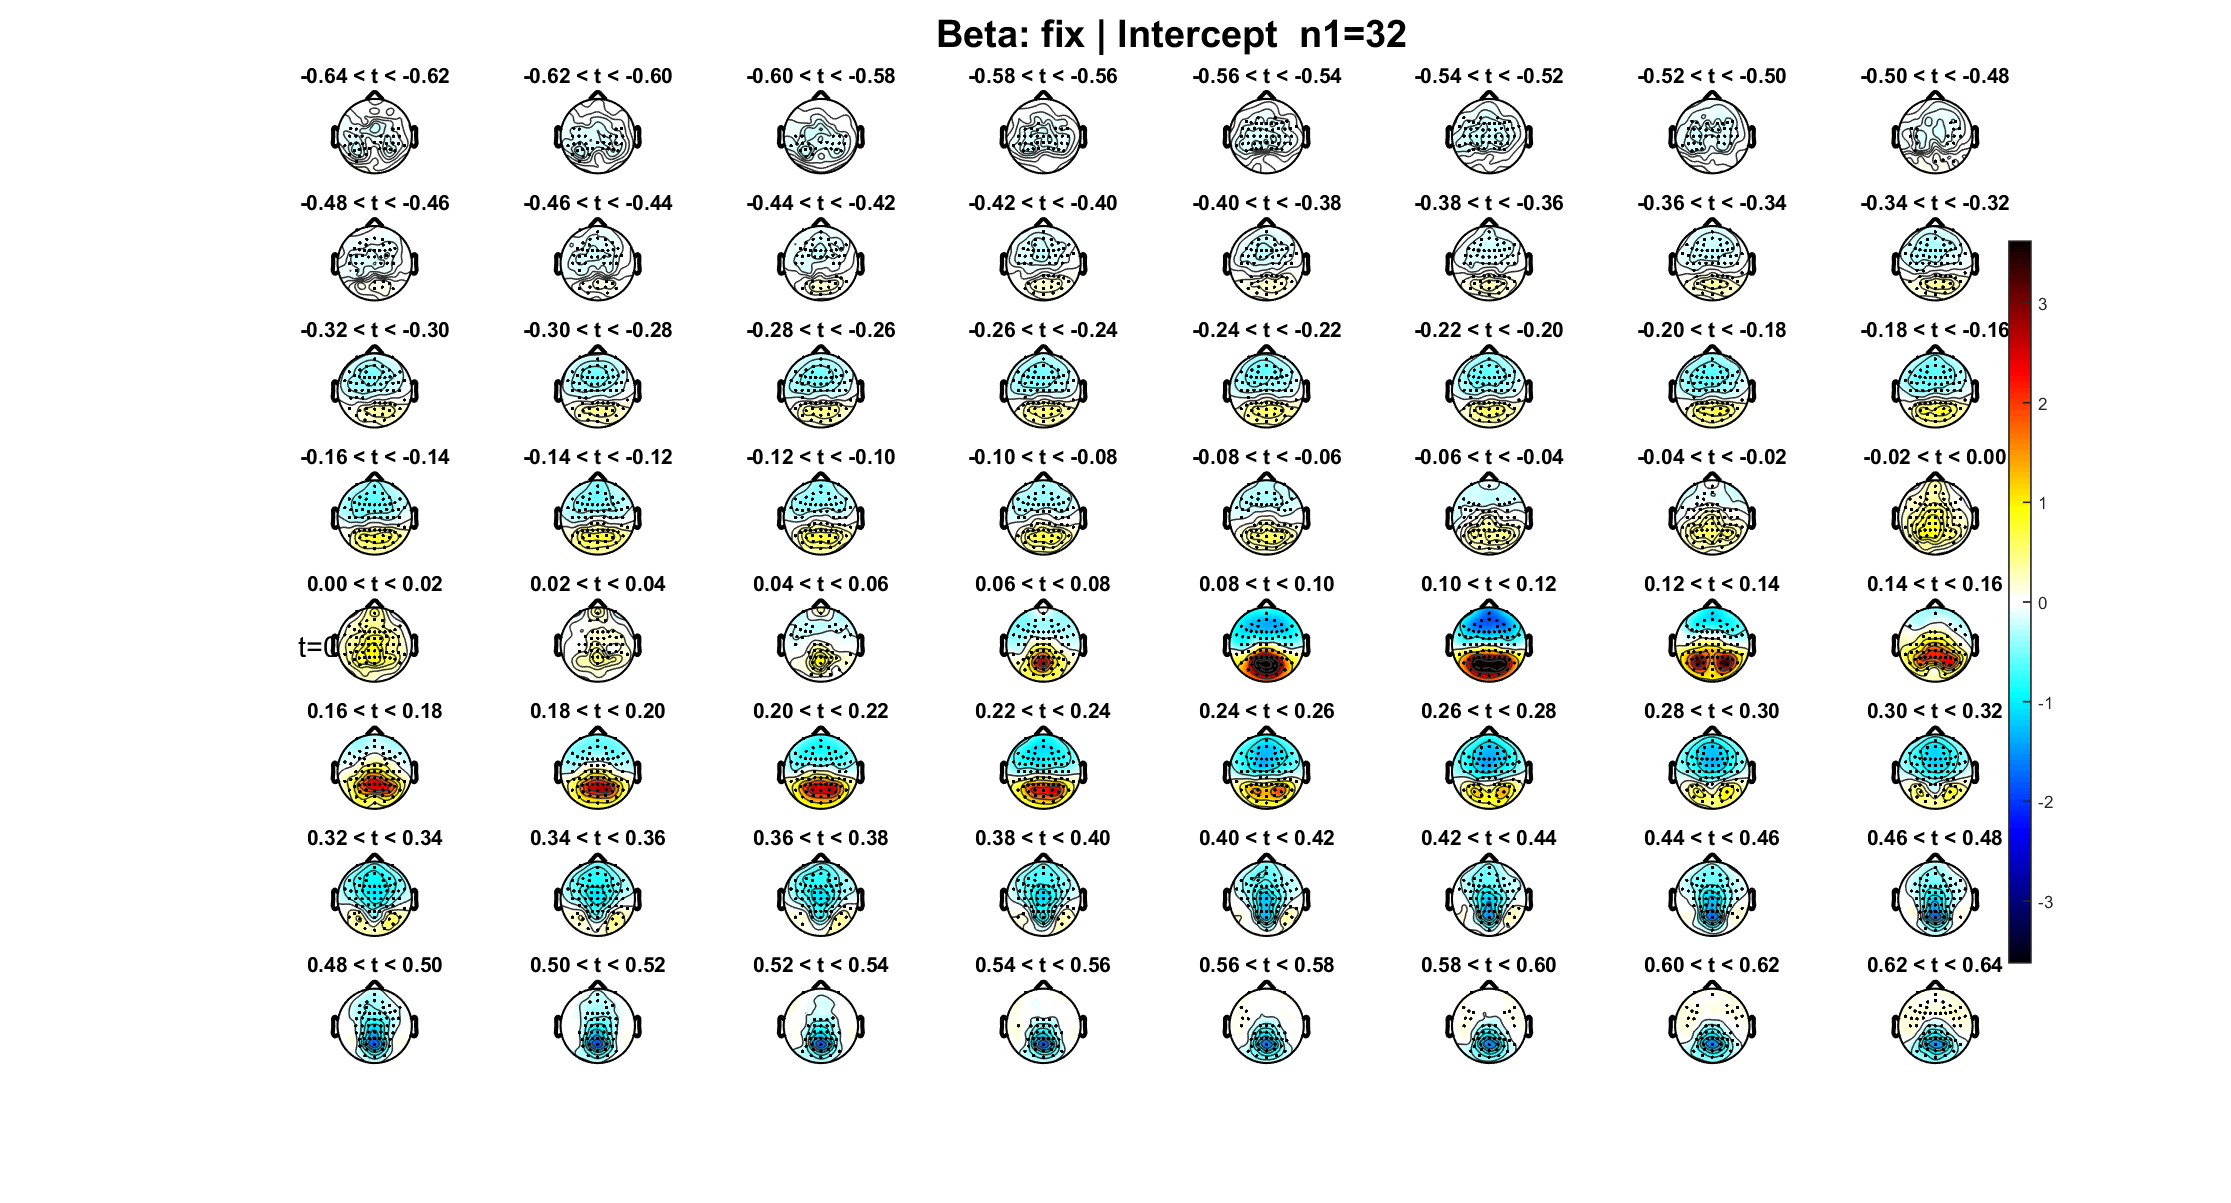 Beta: fix | Intercept  n1=32
-0.64 < t < -0.62 -0.62 < t < -0.60 -0.60 < t < -0.58 -0.58 < t < -0.56 -0.56 < t < -0.54 -0.54 < t < -0.52 -0.52 < t < -0.50 -0.50 < t < -0.48
-0.48 < t < -0.46 -0.46 < t < -0.44 -0.44 < t < -0.42 -0.42 < t < -0.40 -0.40 < t < -0.38 -0.38 < t < -0.36 -0.36 < t < -0.34 -0.34 < t < -0.32
-0.32 < t < -0.30 -0.30 < t < -0.28 -0.28 < t < -0.26 -0.26 < t < -0.24 -0.24 < t < -0.22 -0.22 < t < -0.20 -0.20 < t < -0.18 -0.18 < t < -0.16
-0.16 < t < -0.14 -0.14 < t < -0.12 -0.12 < t < -0.10 -0.10 < t < -0.08 -0.08 < t < -0.06 -0.06 < t < -0.04 -0.04 < t < -0.02 -0.02 < t < 0.00
0.00 < t < 0.02 0.02 < t < 0.04 0.04 < t < 0.06 0.06 < t < 0.08 0.08 < t < 0.10 0.10 < t < 0.12 0.12 < t < 0.14 0.14 < t < 0.16
t=0
0.16 < t < 0.18 0.18 < t < 0.20 0.20 < t < 0.22 0.22 < t < 0.24 0.24 < t < 0.26 0.26 < t < 0.28 0.28 < t < 0.30 0.30 < t < 0.32
0.32 < t < 0.34 0.34 < t < 0.36 0.36 < t < 0.38 0.38 < t < 0.40 0.40 < t < 0.42 0.42 < t < 0.44 0.44 < t < 0.46 0.46 < t < 0.48
0.48 < t < 0.50 0.50 < t < 0.52 0.52 < t < 0.54 0.54 < t < 0.56 0.56 < t < 0.58 0.58 < t < 0.60 0.60 < t < 0.62 0.62 < t < 0.64
3
2
1
0
-1
-2
-3